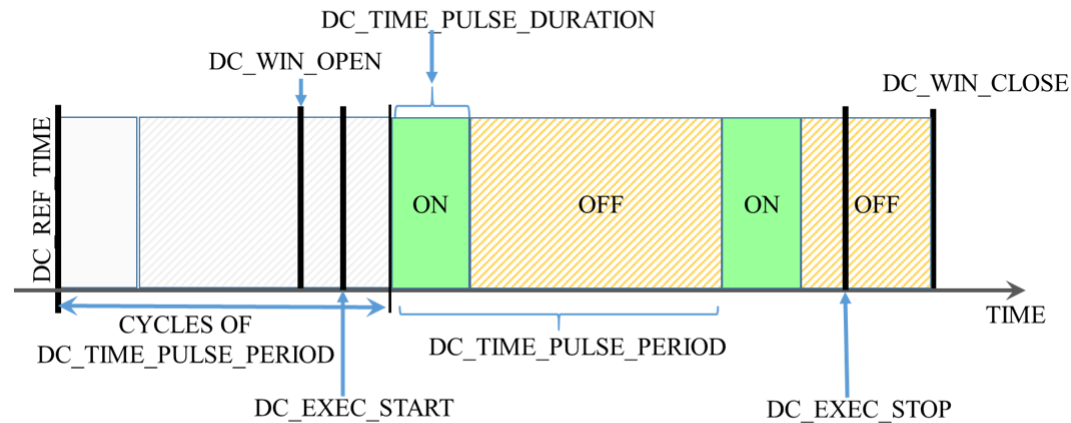 DC_TIME_PULSE_DURATION
DC_WIN_OPEN
DC_WIN_CLOSE
DC_REF_TIME
ON
OFF
ON
OFF
TIME
CYCLES OF
DC_TIME_PULSE_PERIOD
DC_TIME_PULSE_PERIOD
DC_EXEC_START
DC_EXEC_STOP